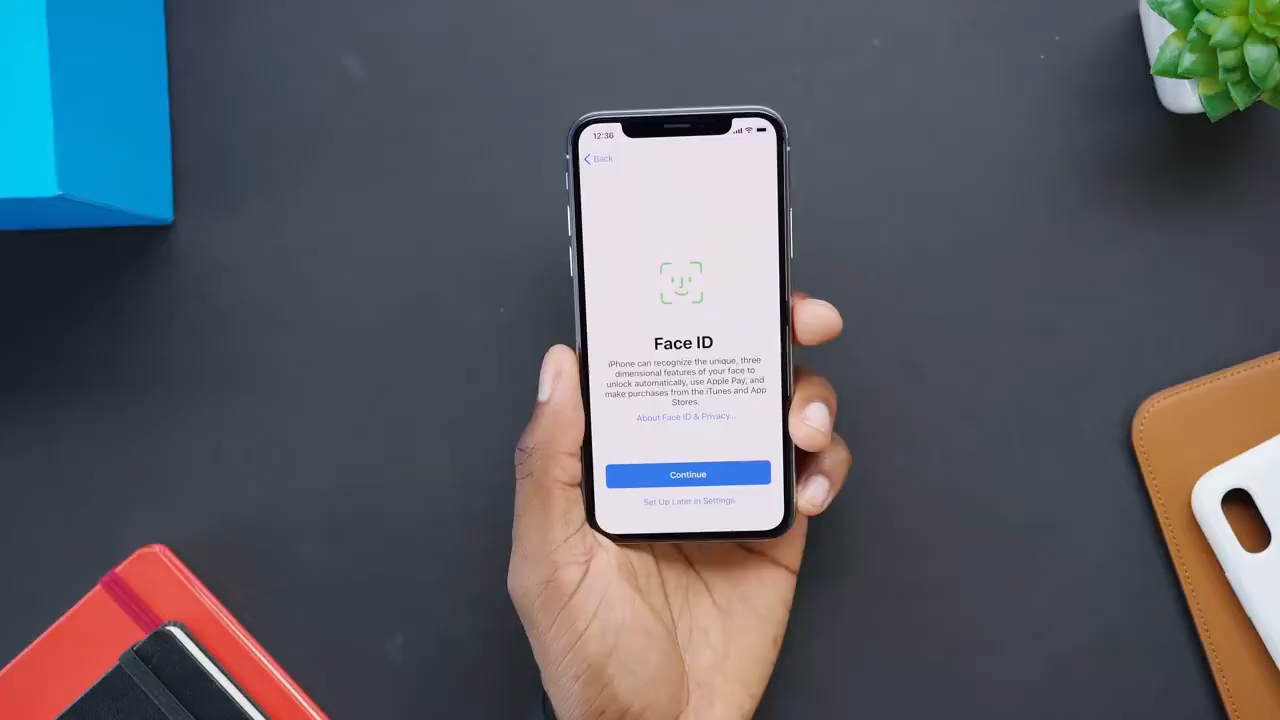 12:36
Back
Face ID
iPhone can recognize the unique, three
dimensional features of your face to
unlock automatically, use Apple Pay, and
make purchases from the iTunes and App
Stores.
About Face ID & Privacy...
Continue
Set Up Later in Settings